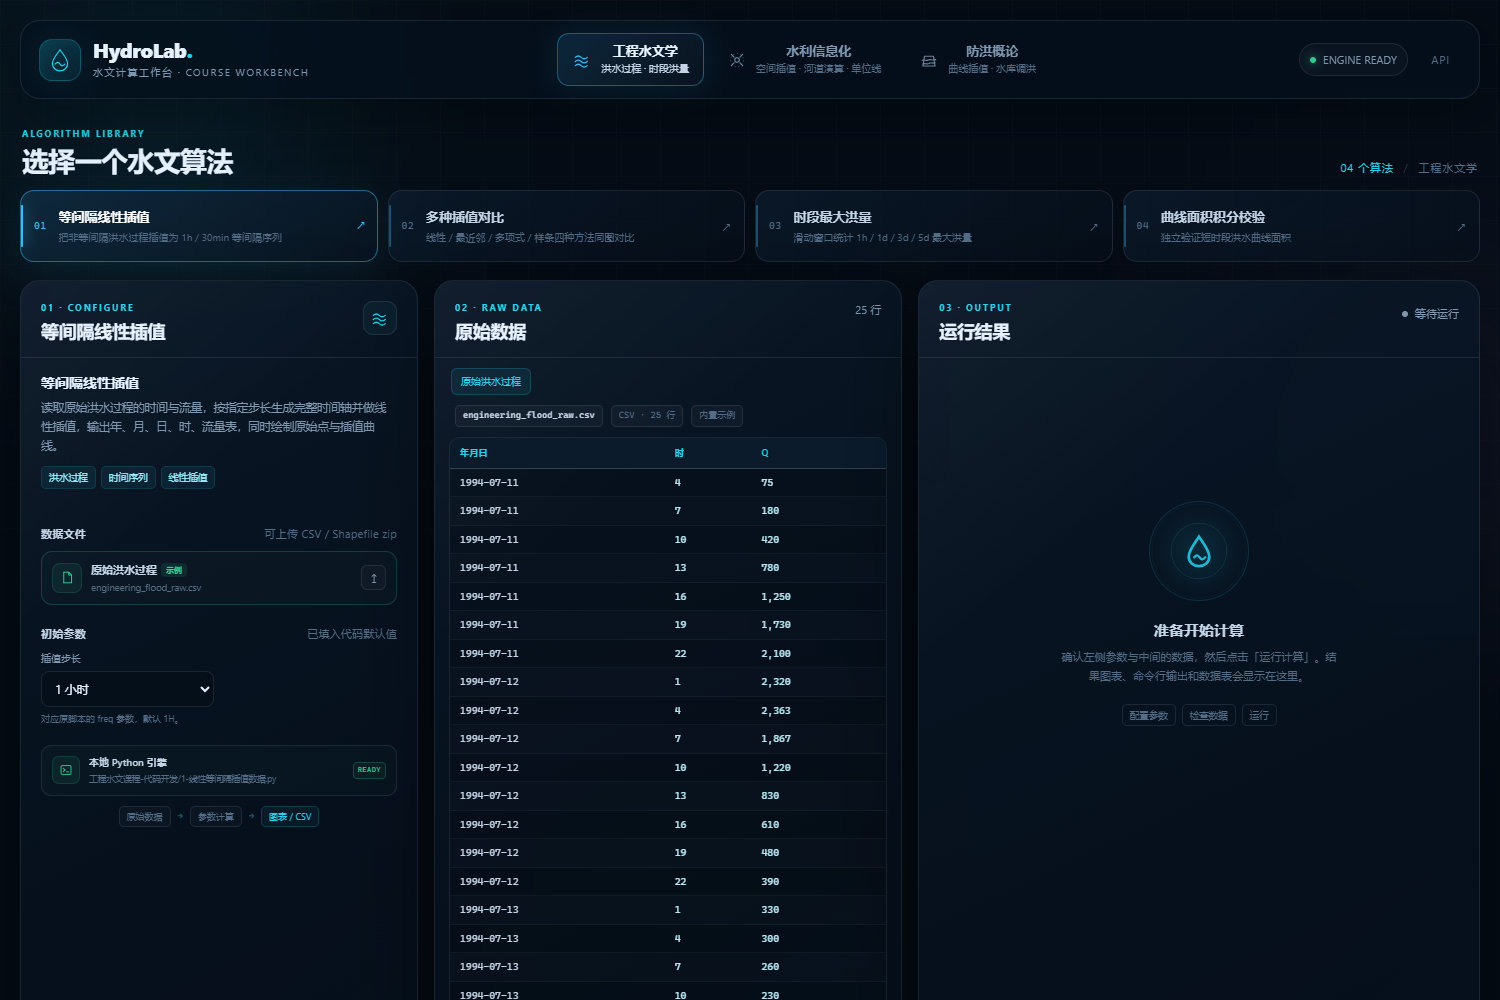 HydroLab.
水文计算工作台 · COURSE WORKBENCH
工程水文学
洪水过程 · 时段洪量
水利信息化
空间插值 · 河道演算 · 单位线
防洪概论
曲线插值 · 水库调洪
ENGINE READY
API
ALGORITHM LIBRARY
选择一个水文算法
04 个算法 / 工程水文学
01
等间隔线性插值
把非等间隔洪水过程插值为 1h / 30min 等间隔序列
↗
02
多种插值对比
线性 / 最近邻 / 多项式 / 样条四种方法同图对比
↗
03
时段最大洪量
滑动窗口统计 1h / 1d / 3d / 5d 最大洪量
↗
04
曲线面积积分校验
独立验证短时段洪水曲线面积
↗
01 · CONFIGURE
等间隔线性插值
等间隔线性插值
读取原始洪水过程的时间与流量，按指定步长生成完整时间轴并做线
性插值，输出年、月、日、时、流量表，同时绘制原始点与插值曲
线。
洪水过程 时间序列 线性插值
数据文件
可上传 CSV / Shapefile zip
原始洪水过程 示例
engineering_flood_raw.csv
↥
初始参数
已填入代码默认值
插值步长
1 小时
对应原脚本的 freq 参数，默认 1H。
本地 Python 引擎
工程水文课程-代码开发/1-线性等间隔插值数据.py
READY
原始数据 → 参数计算 → 图表 / CSV
02 · RAW DATA
原始数据
25 行
原始洪水过程
engineering_flood_raw.csv CSV · 25 行 内置示例
年月日 时 Q
1994-07-11 4 75
1994-07-11 7 180
1994-07-11 10 420
1994-07-11 13 780
1994-07-11 16 1,250
1994-07-11 19 1,730
1994-07-11 22 2,100
1994-07-12 1 2,320
1994-07-12 4 2,363
1994-07-12 7 1,867
1994-07-12 10 1,220
1994-07-12 13 830
1994-07-12 16 610
1994-07-12 19 480
1994-07-12 22 390
1994-07-13 1 330
1994-07-13 4 300
1994-07-13 7 260
1994-07-13 10 230
03 · OUTPUT
运行结果
等待运行
准备开始计算
确认左侧参数与中间的数据，然后点击「运行计算」。结
果图表、命令行输出和数据表会显示在这里。
配置参数 检查数据 运行